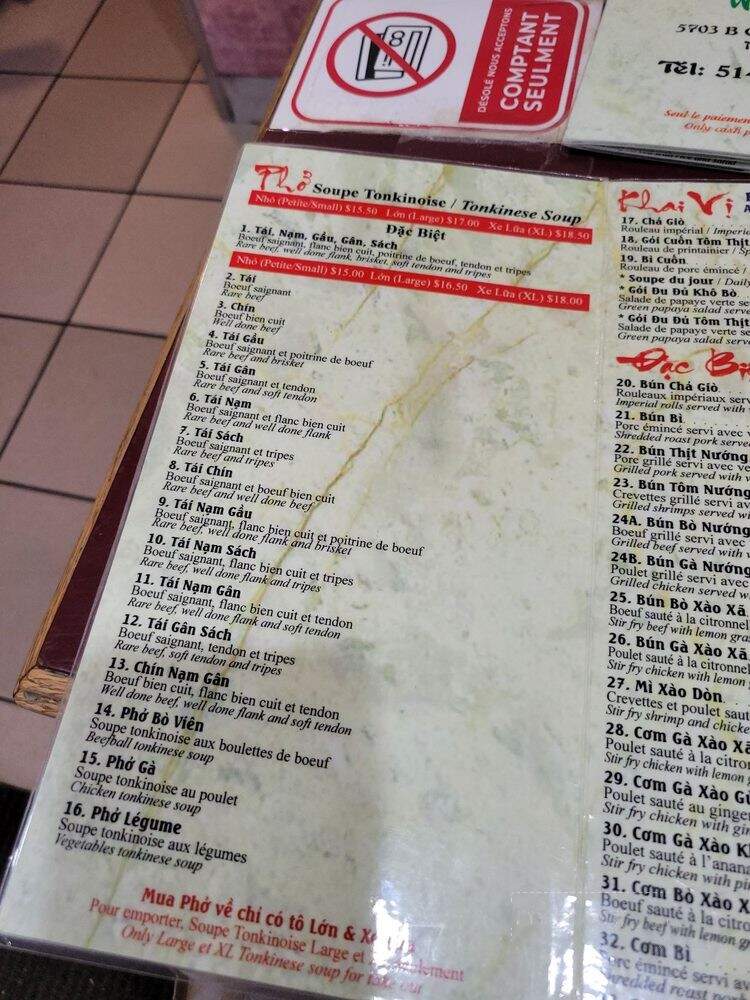 DÉSOLÉ NOUS ACCEPTONS
COMPTANT
SEULMENT
5703 B
Tél: 514
Seul le paiement
Only cash
Phở Soupe Tonkinoise / Tonkinese Soup
Nhỏ (Petite/Small) $15.50 Lớn (Large) $17.00 Xe Lửa (XL) $18.50
Đặc Biệt
1. Tái, Nạm, Gầu, Gân, Sách
Boeuf saignant, flanc bien cuit, poitrine de boeuf, tendon et tripes
Rare beef, well done flank, brisket, soft tendon and tripes
Nhỏ (Petite/Small) $15.00 Lớn (Large) $16.50 Xe Lửa (XL) $18.00
2. Tái
Boeuf saignant
Rare beef
3. Chín
Boeuf bien cuit
Well done beef
4. Tái Gầu
Boeuf saignant et poitrine de boeuf
Rare beef and brisket
5. Tái Gân
Boeuf saignant et tendon
Rare beef and soft tendon
6. Tái Nạm
Boeuf saignant et flanc bien cuit
Rare beef and well done flank
7. Tái Sách
Boeuf saignant et tripes
Rare beef and tripes
8. Tái Chín
Boeuf saignant et boeuf bien cuit
Rare beef and well done beef
9. Tái Nạm Gầu
Boeuf saignant, flanc bien cuit et poitrine de boeuf
Rare beef, well done flank and brisket
10. Tái Nạm Sách
Boeuf saignant, flanc bien cuit et tripes
Rare beef, well done flank and tripes
11. Tái Nạm Gân
Boeuf saignant, flanc bien cuit et tendon
Rare beef, well done flank and soft tendon
12. Tái Gân Sách
Boeuf saignant, tendon et tripes
Rare beef, soft tendon and tripes
13. Chín Nạm Gân
Boeuf bien cuit, flanc bien cuit et tendon
Well done beef, well done flank and soft tendon
14. Phở Bò Viên
Soupe tonkinoise aux boulettes de boeuf
Beefball tonkinese soup
15. Phở Gà
Soupe tonkinoise au poulet
Chicken tonkinese soup
16. Phở Légume
Soupe tonkinoise aux légumes
Vegetables tonkinese soup
Mua Phở về chỉ có tô Lớn & Xe
Pour emporter, Soupe Tonkinoise Large et
Only Large et XL Tonkinese soup for take out
Khai Vị
17. Chả Giò
Rouleau impérial / Imperial
18. Gỏi Cuốn Tôm Thịt
Rouleau de printainier /
19. Bì Cuốn
Rouleau de porc émincé /
* Soupe du jour / Daily
* Gỏi Đu Đủ Khô Bò
Salade de papaye verte
Green papaya salad served
* Gỏi Đu Đủ Tôm Thịt
Salade de papaye verte
Green papaya salad served
Đặc
20. Bún Chả Giò
Rouleaux impériaux
Imperial rolls served with
21. Bún Bì
Porc émincé servi avec
Shredded roast pork served
22. Bún Thịt Nướng
Porc grillé servi avec
Grilled pork served with
23. Bún Tôm Nướng
Crevettes grillé servi
Grilled shrimps served
24A. Bún Bò Nướng
Boeuf grillé servi avec
Grilled beef served with
24B. Bún Gà Nướng
Poulet grillé servi avec
Grilled chicken served
25. Bún Bò Xào Xả
Boeuf sauté à la citronnelle
Stir fry beef with lemon
26. Bún Gà Xào Xả
Poulet sauté à la citronnelle
Stir fry chicken with lemon
27. Mì Xào Dòn
Crevettes et poulet
Stir fry shrimp and chicken
28. Cơm Gà Xào
Poulet sauté à la
Stir fry chicken with lemon
29. Cơm Gà Xào
Poulet sauté au
Stir fry chicken with
30. Cơm Gà Xào
Poulet sauté à
Stir fry chicken with
31. Cơm Bò Xào
Boeuf sauté à la
Stir fry beef with lemon
32. Cơm Bì
émincé servi
Shredded roast